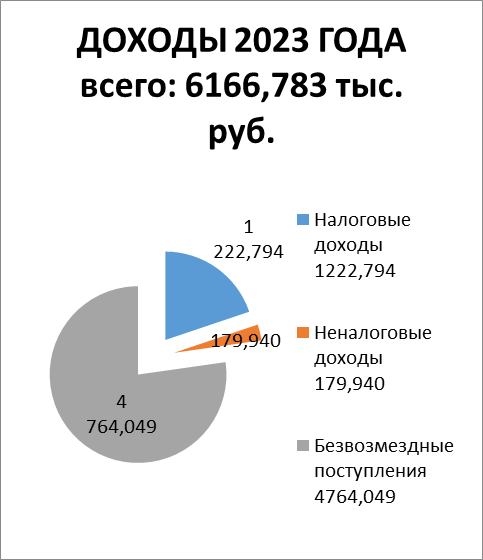 ДОХОДЫ 2023 ГОДА
всего: 6166,783 тыс.
руб.
1
222,794
179,940
4
764,049
Налоговые
доходы
1222,794
Неналоговые
доходы
179,940
Безвозмездные
поступления
4764,049